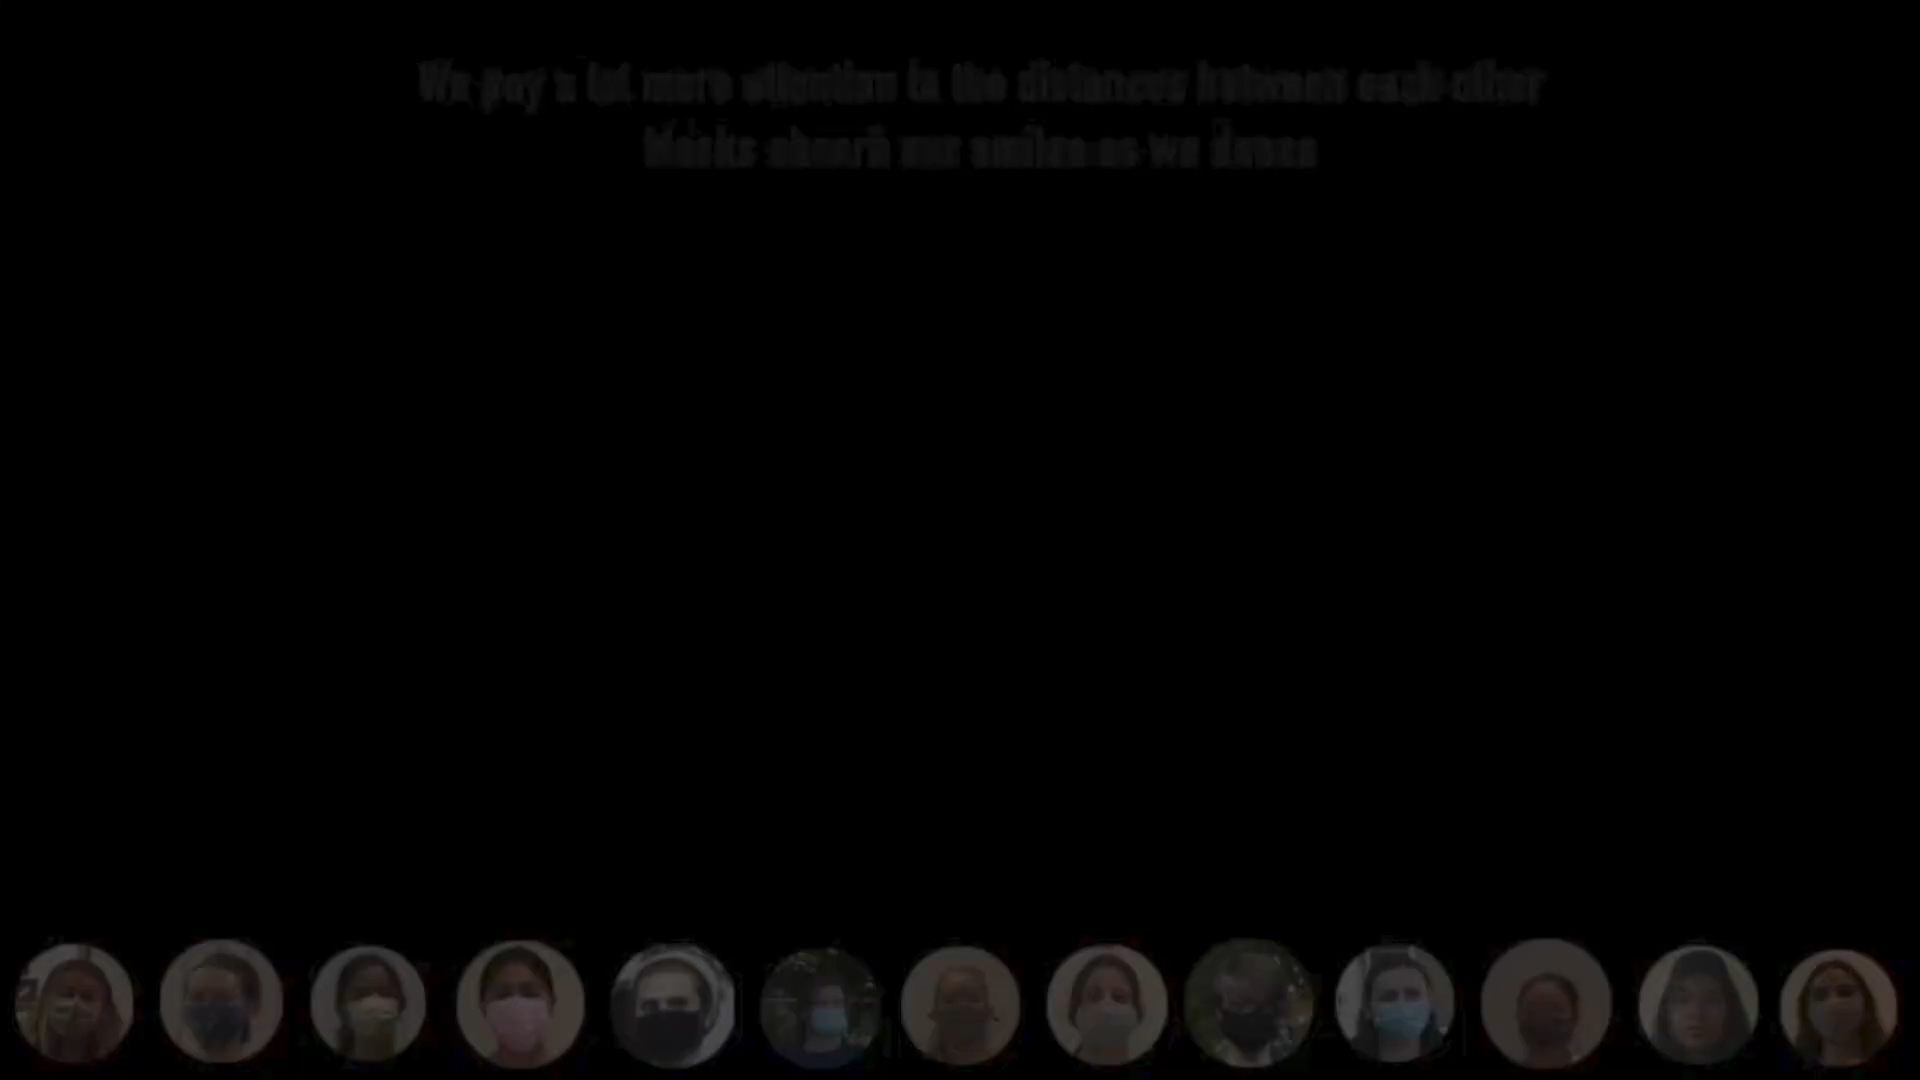 We pay a lot more attention to the distances between each other
Masks absorb our smiles as we dance